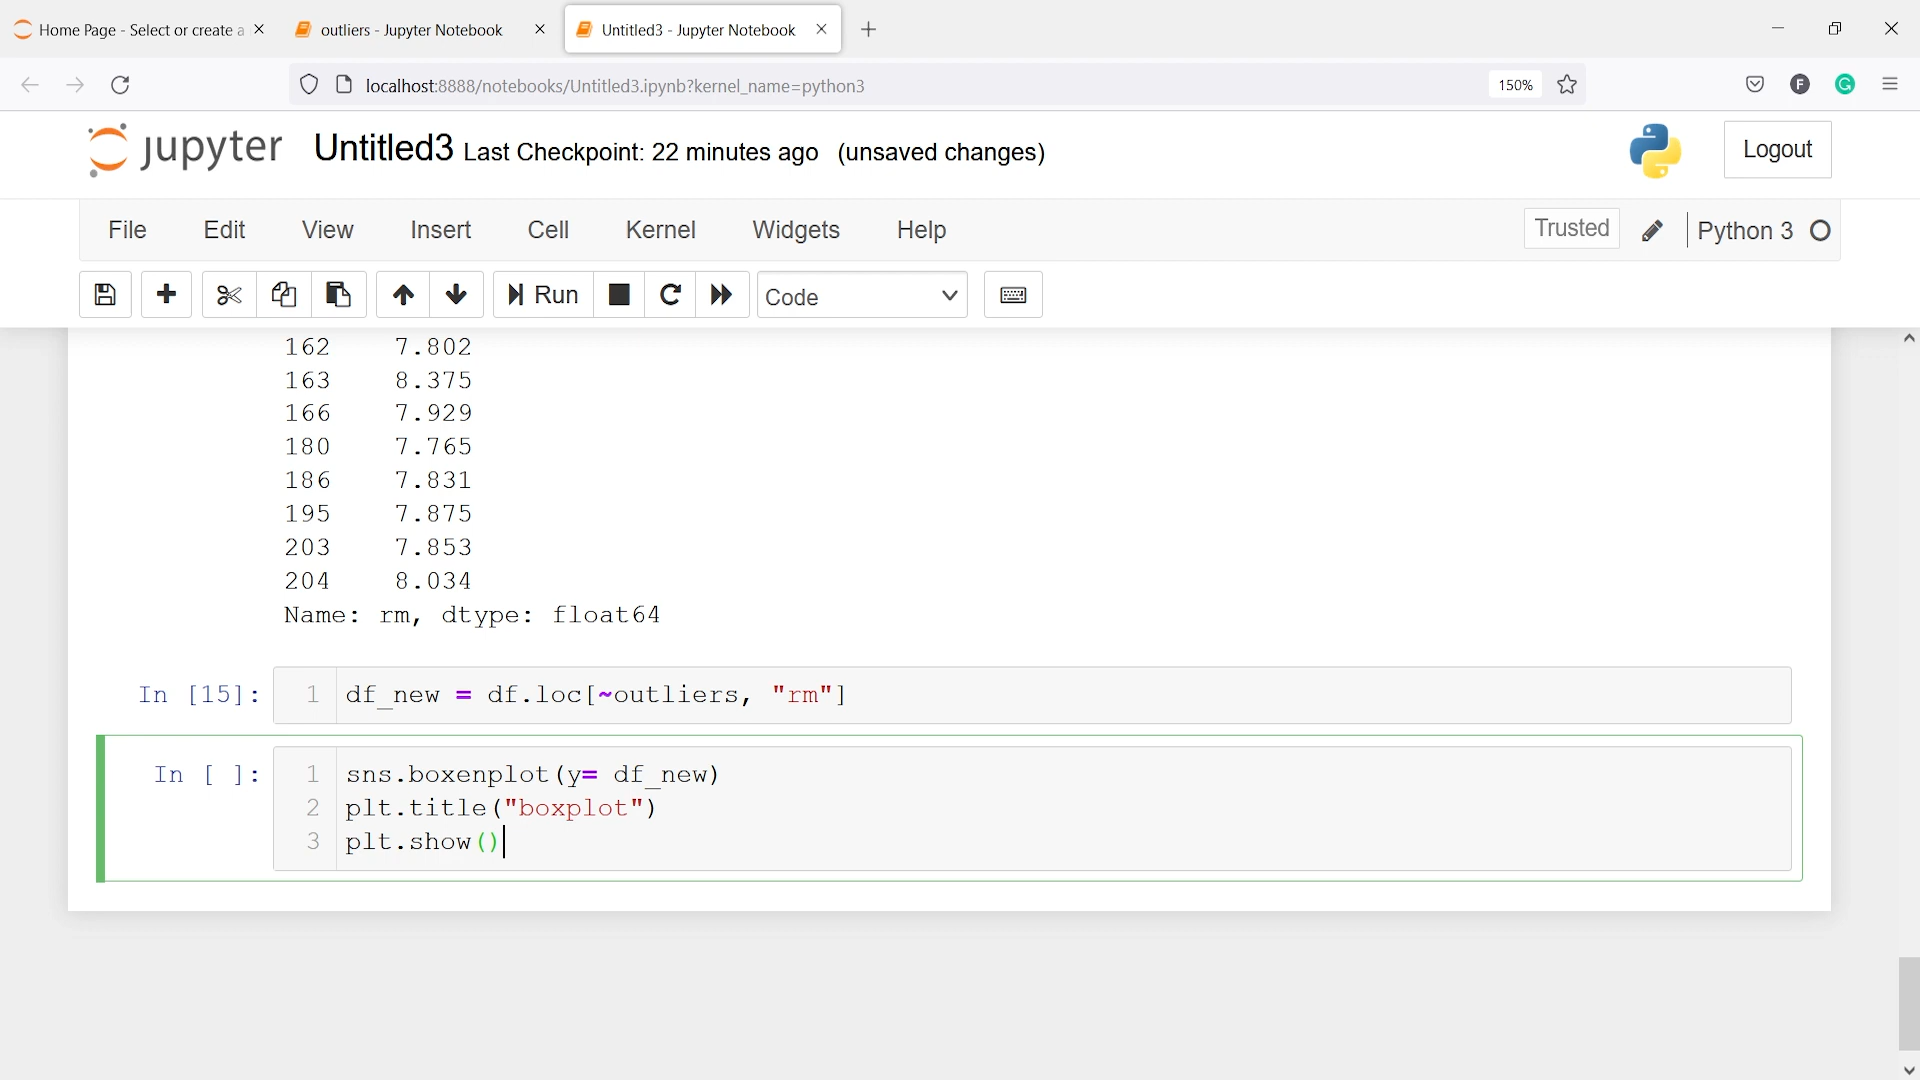 Home Page - Select or create a
outliers - Jupyter Notebook
Untitled3 - Jupyter Notebook
localhost:8888/notebooks/Untitled3.ipynb?kernel_name=python3
150%
F
G
jupyter
Untitled3 Last Checkpoint: 22 minutes ago (unsaved changes)
Logout
File Edit View Insert Cell Kernel Widgets Help
Trusted
Python 3
Run
Code
162 7.802
163 8.375
166 7.929
180 7.765
186 7.831
195 7.875
203 7.853
204 8.034
Name: rm, dtype: float64
In [15]: 1 df_new = df.loc[~outliers, "rm"]
In [ ]: 1 sns.boxenplot(y= df_new)
2 plt.title("boxplot")
3 plt.show()